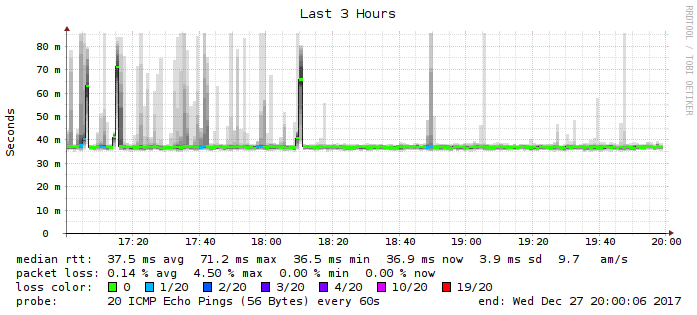 Last 3 Hours
RRDTOOL / TOBI OETIKER
Seconds
80 m
70 m
60 m
50 m
40 m
30 m
20 m
10 m
0
17:20 17:40 18:00 18:20 18:40 19:00 19:20 19:40 20:00
median rtt: 37.5 ms avg 71.2 ms max 36.5 ms min 36.9 ms now 3.9 ms sd 9.7 am/s
packet loss: 0.14 % avg 4.50 % max 0.00 % min 0.00 % now
loss color: 0 1/20 2/20 3/20 4/20 10/20 19/20
probe: 20 ICMP Echo Pings (56 Bytes) every 60s end: Wed Dec 27 20:00:06 2017